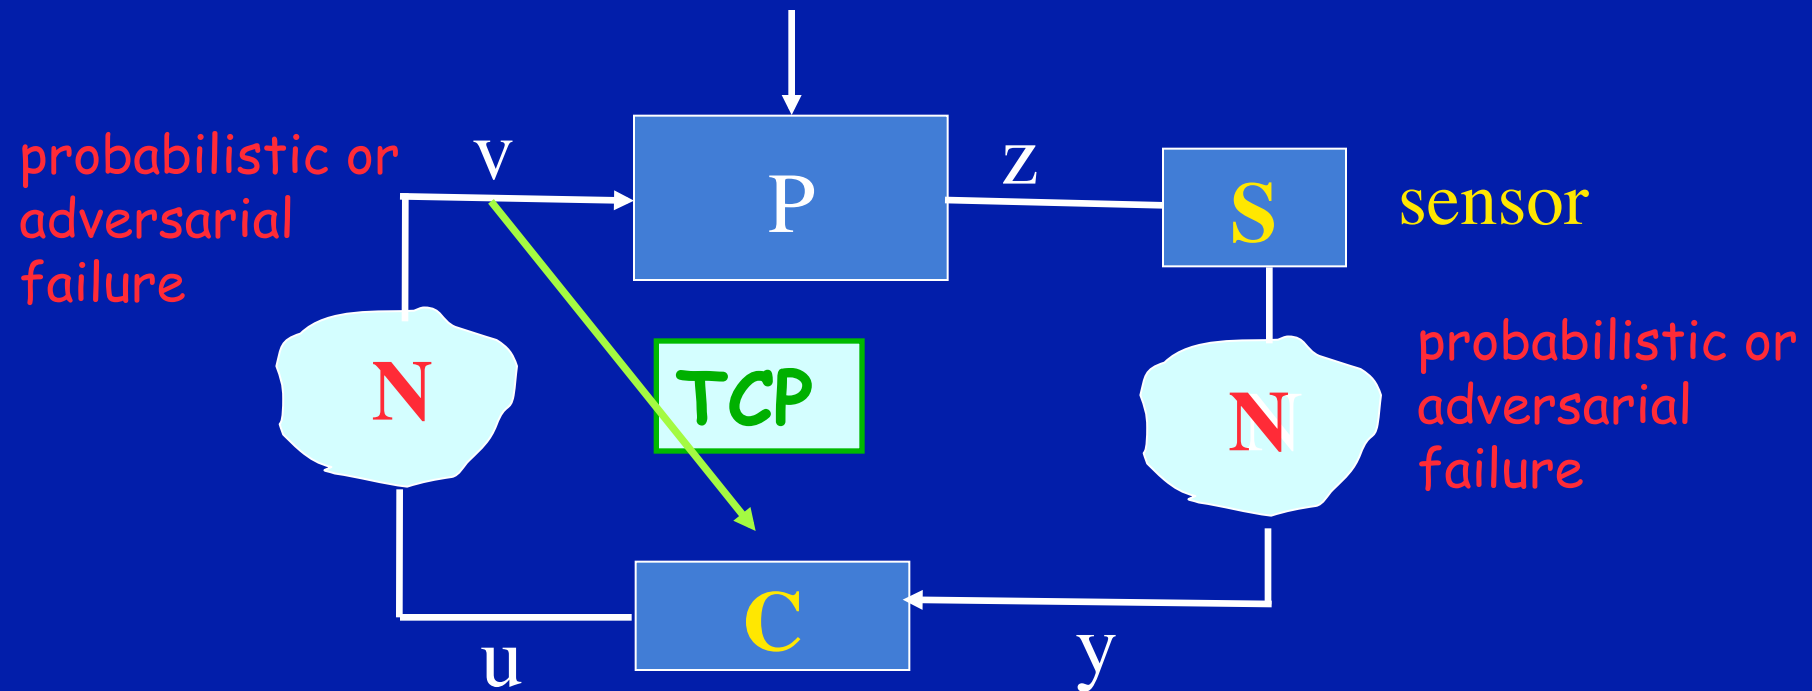 probabilistic or
adversarial
failure
v
P
z
S
sensor
N
TCP
N
probabilistic or
adversarial
failure
C
u
y